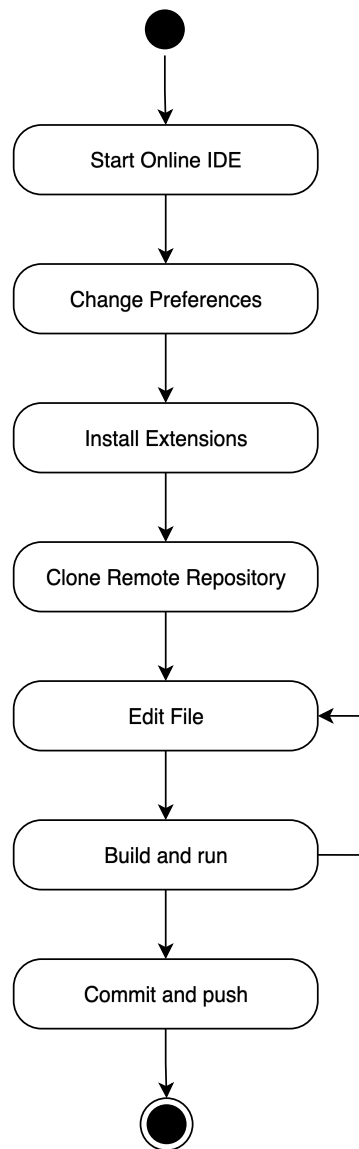 Start Online IDE
Change Preferences
Install Extensions
Clone Remote Repository
Edit File
Build and run
Commit and push